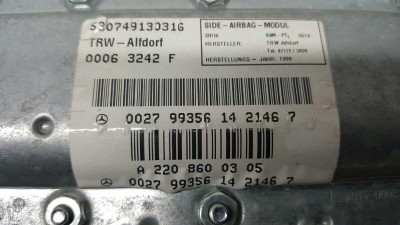 S30749130316
TRW-Alfdorf
0006 3242 F
SIDE-AIRBAG-MODUL
HERSTELLER: TRW Alfdorf
HERSTELLUNGS-JAHR: 1999
0027 99356 14 2146 7
A 220 860 03 05
0027 99356 14 2146 7